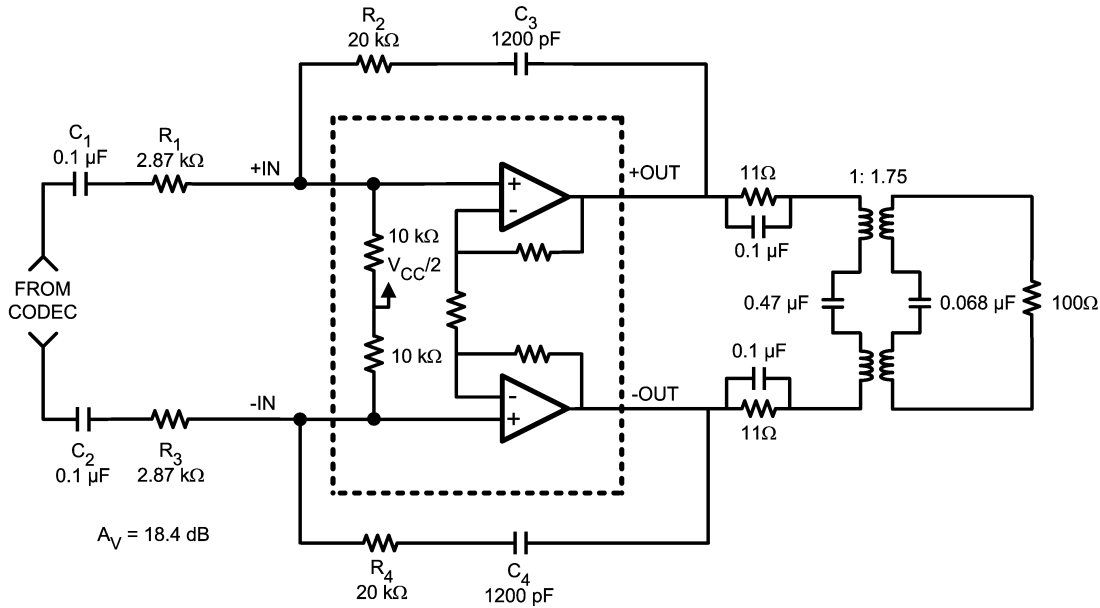 R2
20 kΩ
C3
1200 pF
C1
0.1 µF
R1
2.87 kΩ
+IN
+
-
+OUT
11Ω
0.1 µF
1: 1.75
10 kΩ
VCC/2
FROM
CODEC
10 kΩ
0.47 µF
0.068 µF
100Ω
0.1 µF
11Ω
-IN
-
+
-OUT
C2
0.1 µF
R3
2.87 kΩ
AV = 18.4 dB
R4
20 kΩ
C4
1200 pF